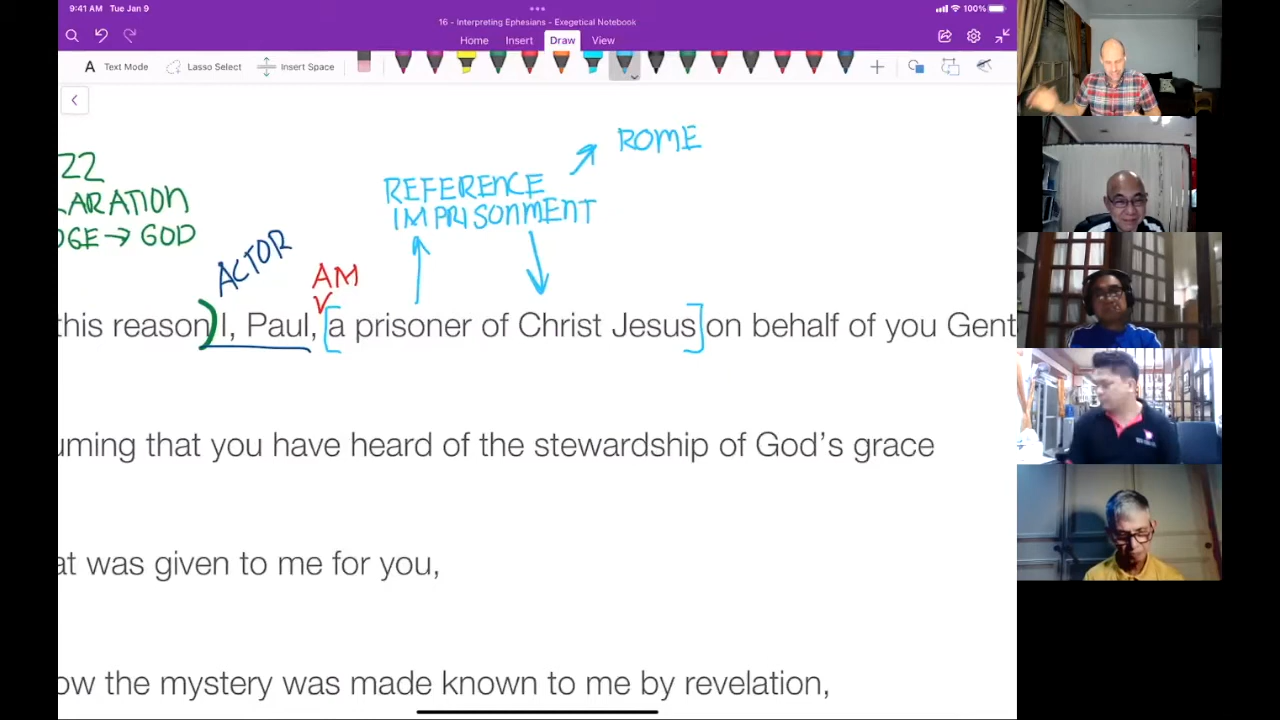 9:41 AM Tue Jan 9
100%
16 - Interpreting Ephesians - Exegetical Notebook
Home Insert Draw View
A Text Mode Lasso Select Insert Space
ROME
22
REFERENCE
IMPRISONMENT
GOD
ACTOR
AM
this reason) I, Paul, [a prisoner of Christ Jesus] on behalf of you Gent
uming that you have heard of the stewardship of God's grace
at was given to me for you,
ow the mystery was made known to me by revelation,